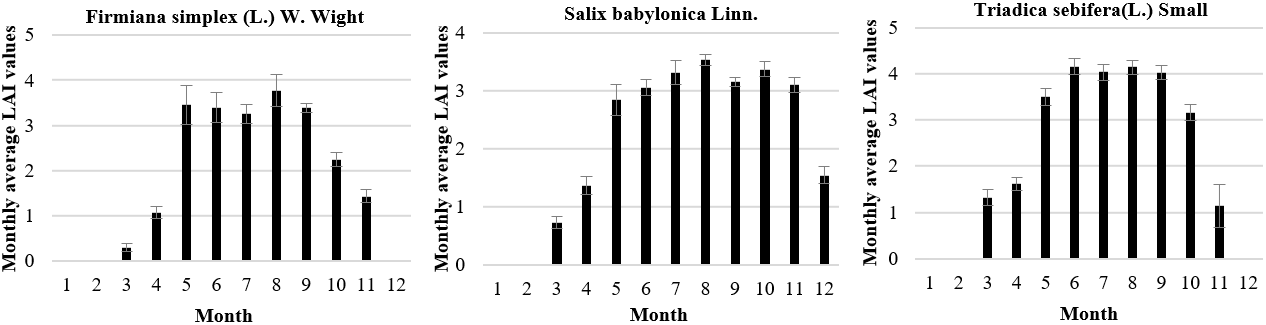 Firmiana simplex (L.) W. Wight
Monthly average LAI values
5
4
3
2
1
0
1 2 3 4 5 6 7 8 9 10 11 12
Month
Salix babylonica Linn.
Monthly average LAI values
4
3
2
1
0
1 2 3 4 5 6 7 8 9 10 11 12
Month
Triadica sebifera(L.) Small
Monthly average LAI values
5
4
3
2
1
0
1 2 3 4 5 6 7 8 9 10 11 12
Month